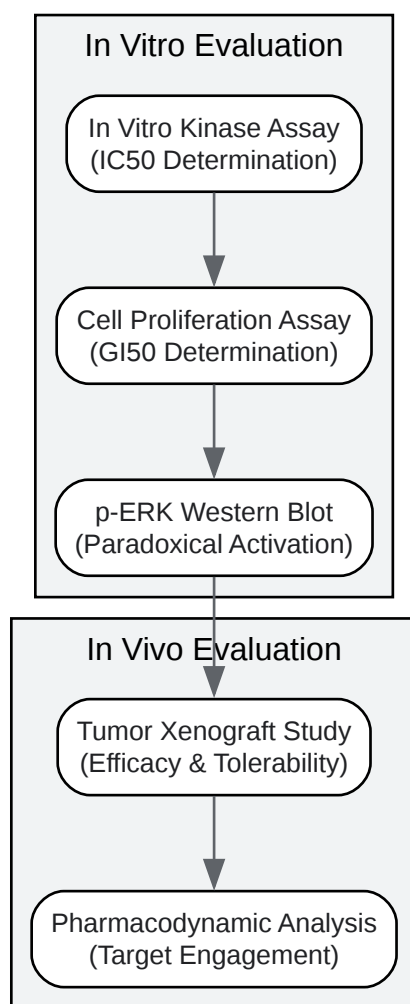 In Vitro Evaluation
In Vitro Kinase Assay
(IC50 Determination)
Cell Proliferation Assay
(GI50 Determination)
p-ERK Western Blot
(Paradoxical Activation)
In Vivo Evaluation
Tumor Xenograft Study
(Efficacy & Tolerability)
Pharmacodynamic Analysis
(Target Engagement)